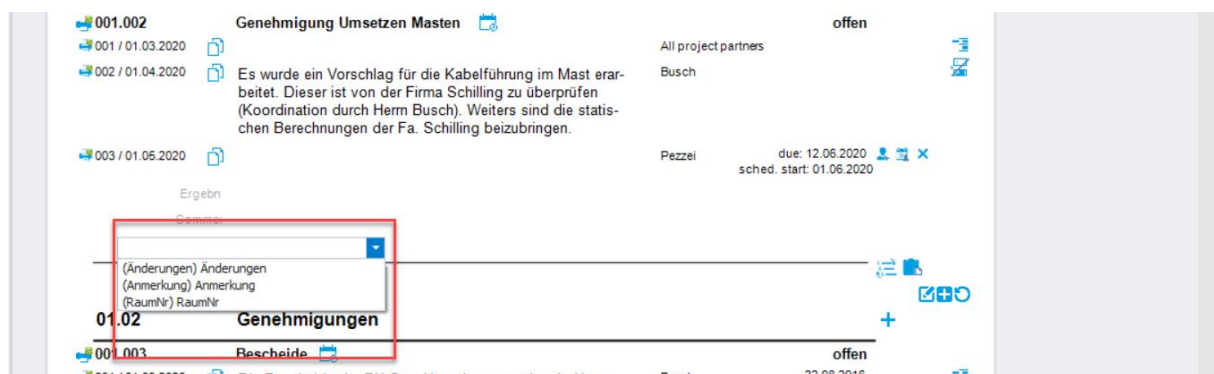 001.002 Genehmigung Umsetzen Masten offen
001 / 01.03.2020 All project partners
002 / 01.04.2020 Es wurde ein Vorschlag für die Kabelführung im Mast erar- Busch
beitet. Dieser ist von der Firma Schilling zu überprüfen
(Koordination durch Herrn Busch). Weiters sind die statis-
chen Berechnungen der Fa. Schilling beizubringen.
003 / 01.05.2020 Pezzei due: 12.06.2020
sched. start: 01.06.2020
Ergebn
(Änderungen) Änderungen
(Anmerkung) Anmerkung
(RaumNr) RaumNr
01.02 Genehmigungen
001.003 Bescheide offen